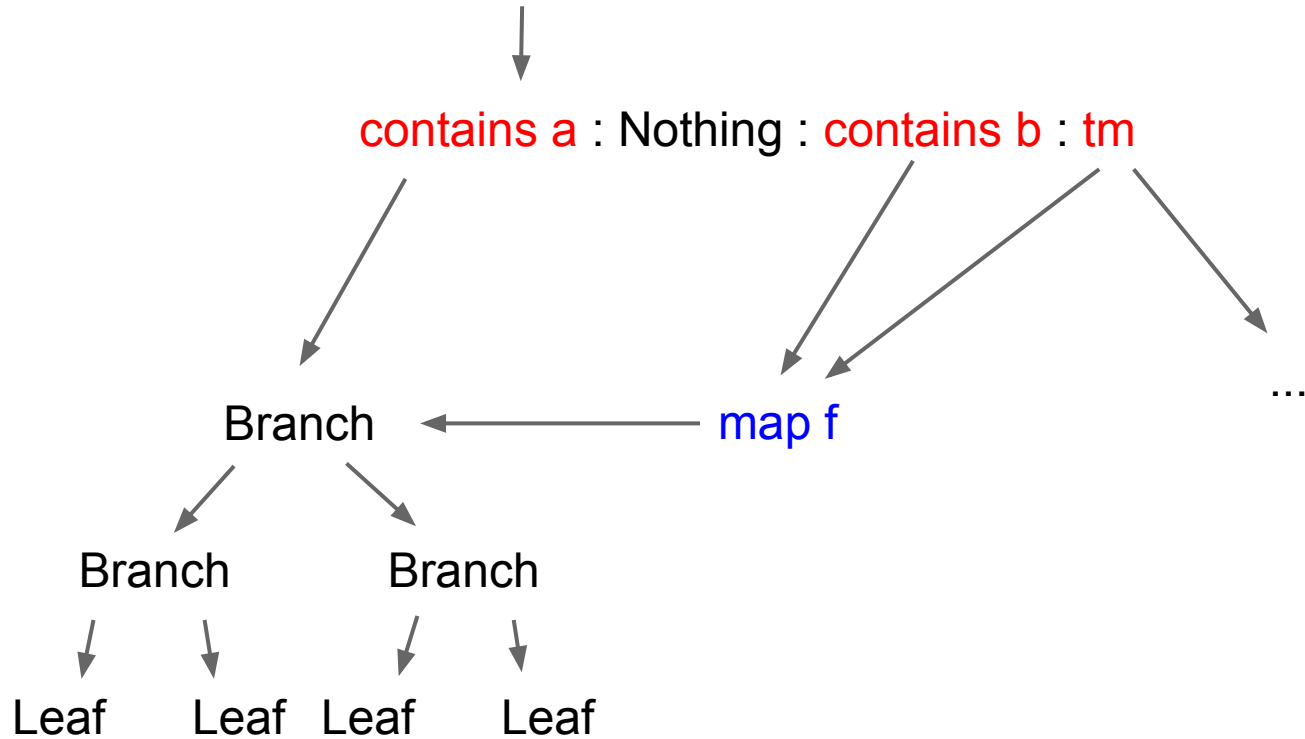 contains a : Nothing : contains b : tm
...
Branch
map f
Branch
Branch
Leaf
Leaf
Leaf
Leaf